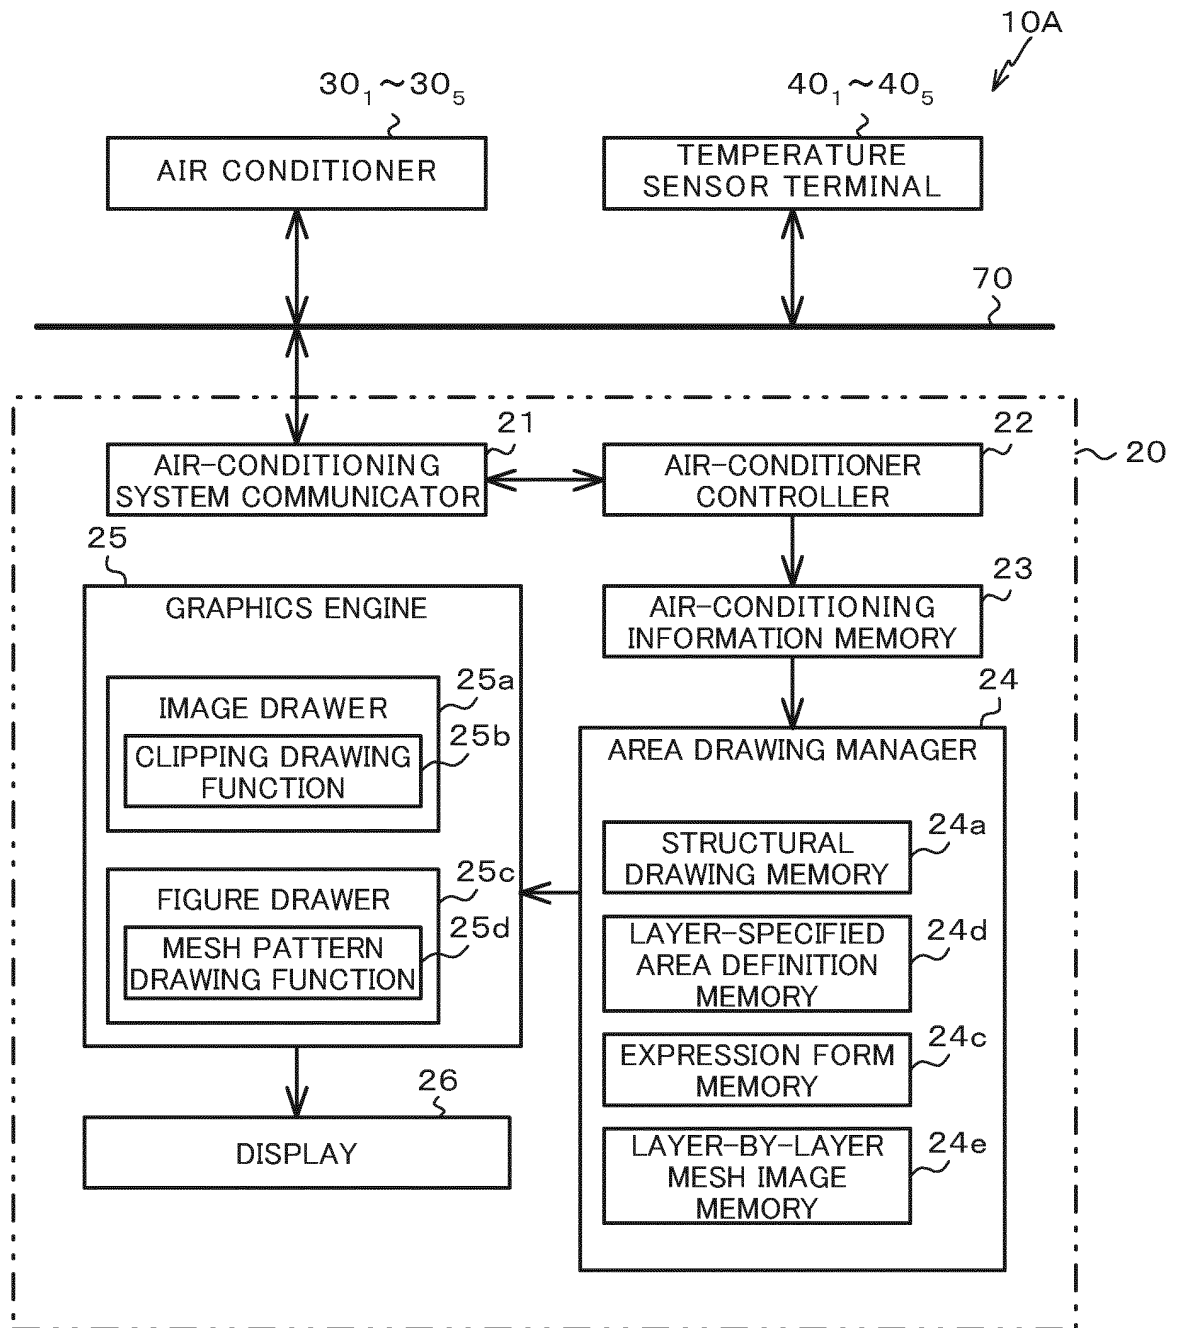 10A
30₁～30₅
40₁～40₅
AIR CONDITIONER
TEMPERATURE
SENSOR TERMINAL
70
20
21
AIR-CONDITIONING
SYSTEM COMMUNICATOR
22
AIR-CONDITIONER
CONTROLLER
23
AIR-CONDITIONING
INFORMATION MEMORY
25
GRAPHICS ENGINE
25a
IMAGE DRAWER
25b
CLIPPING DRAWING
FUNCTION
25c
FIGURE DRAWER
25d
MESH PATTERN
DRAWING FUNCTION
24
AREA DRAWING MANAGER
24a
STRUCTURAL
DRAWING MEMORY
24d
LAYER-SPECIFIED
AREA DEFINITION
MEMORY
24c
EXPRESSION FORM
MEMORY
24e
LAYER-BY-LAYER
MESH IMAGE
MEMORY
26
DISPLAY